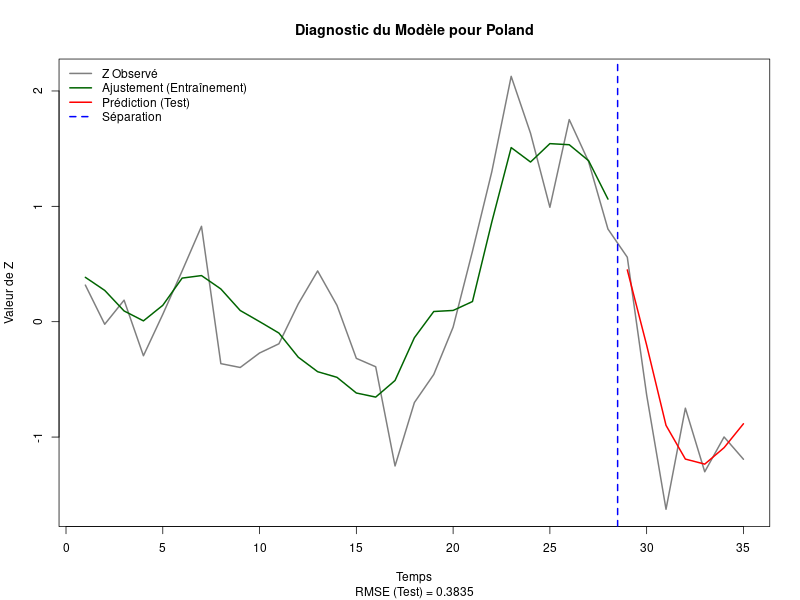 Diagnostic du Modèle pour Poland
Z Observé
Ajustement (Entraînement)
Prédiction (Test)
Séparation
Valeur de Z
2
1
0
-1
0 5 10 15 20 25 30 35
Temps
RMSE (Test) = 0.3835